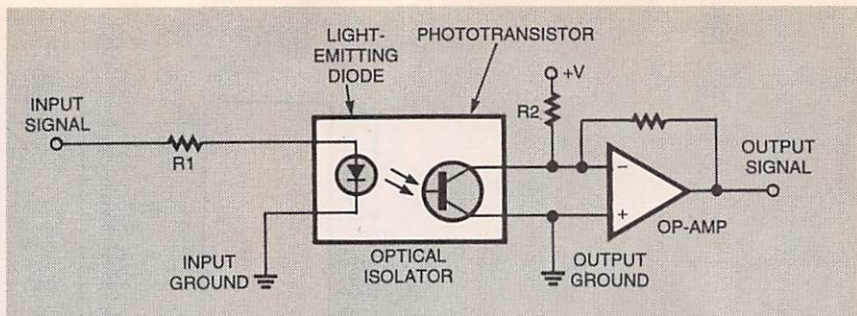 LIGHT-
EMITTING
DIODE
PHOTOTRANSISTOR
INPUT
SIGNAL
R1
+V
R2
OUTPUT
SIGNAL
−
+
OP-AMP
INPUT
GROUND
OPTICAL
ISOLATOR
OUTPUT
GROUND